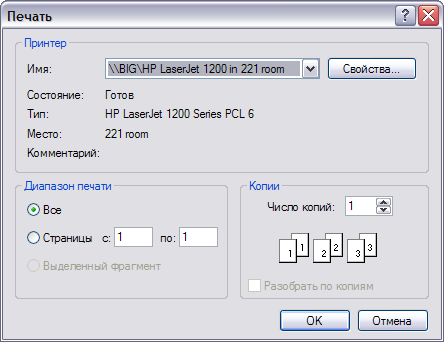 Печать
Принтер
Имя: \\BIG\HP LaserJet 1200 in 221 room Свойства...
Состояние: Готов
Тип: HP LaserJet 1200 Series PCL 6
Место: 221 room
Комментарий:
Диапазон печати Копии
Все Число копий: 1
Страницы с: 1 по: 1
1 1 2 2 3 3
Выделенный фрагмент
Разобрать по копиям
OK Отмена